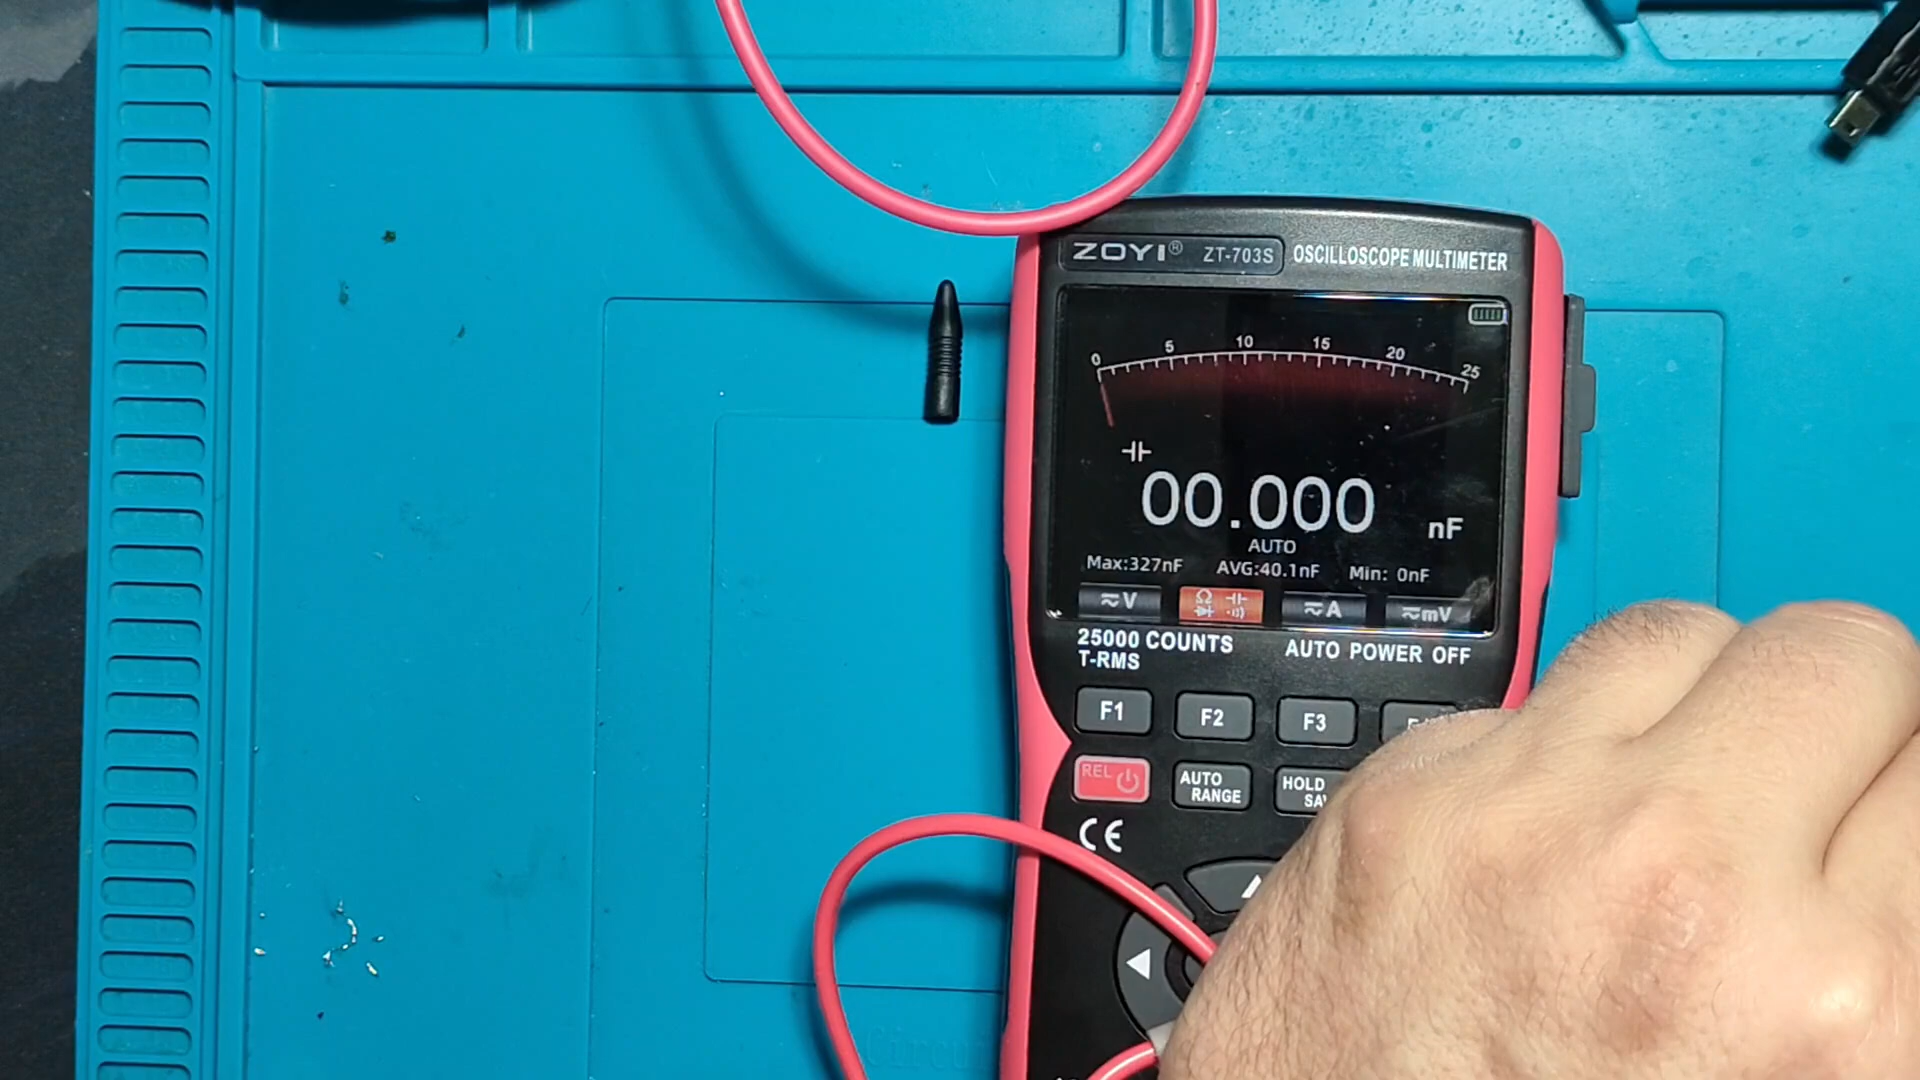 ZOYI® ZT-703S OSCILLOSCOPE MULTIMETER
0 5 10 15 20 25
00.000 nF
AUTO
Max:327nF AVG:40.1nF Min: 0nF
≂V Ω ≂A ≂mV
25000 COUNTS
T-RMS
AUTO POWER OFF
F1 F2 F3
REL AUTO RANGE HOLD
CE